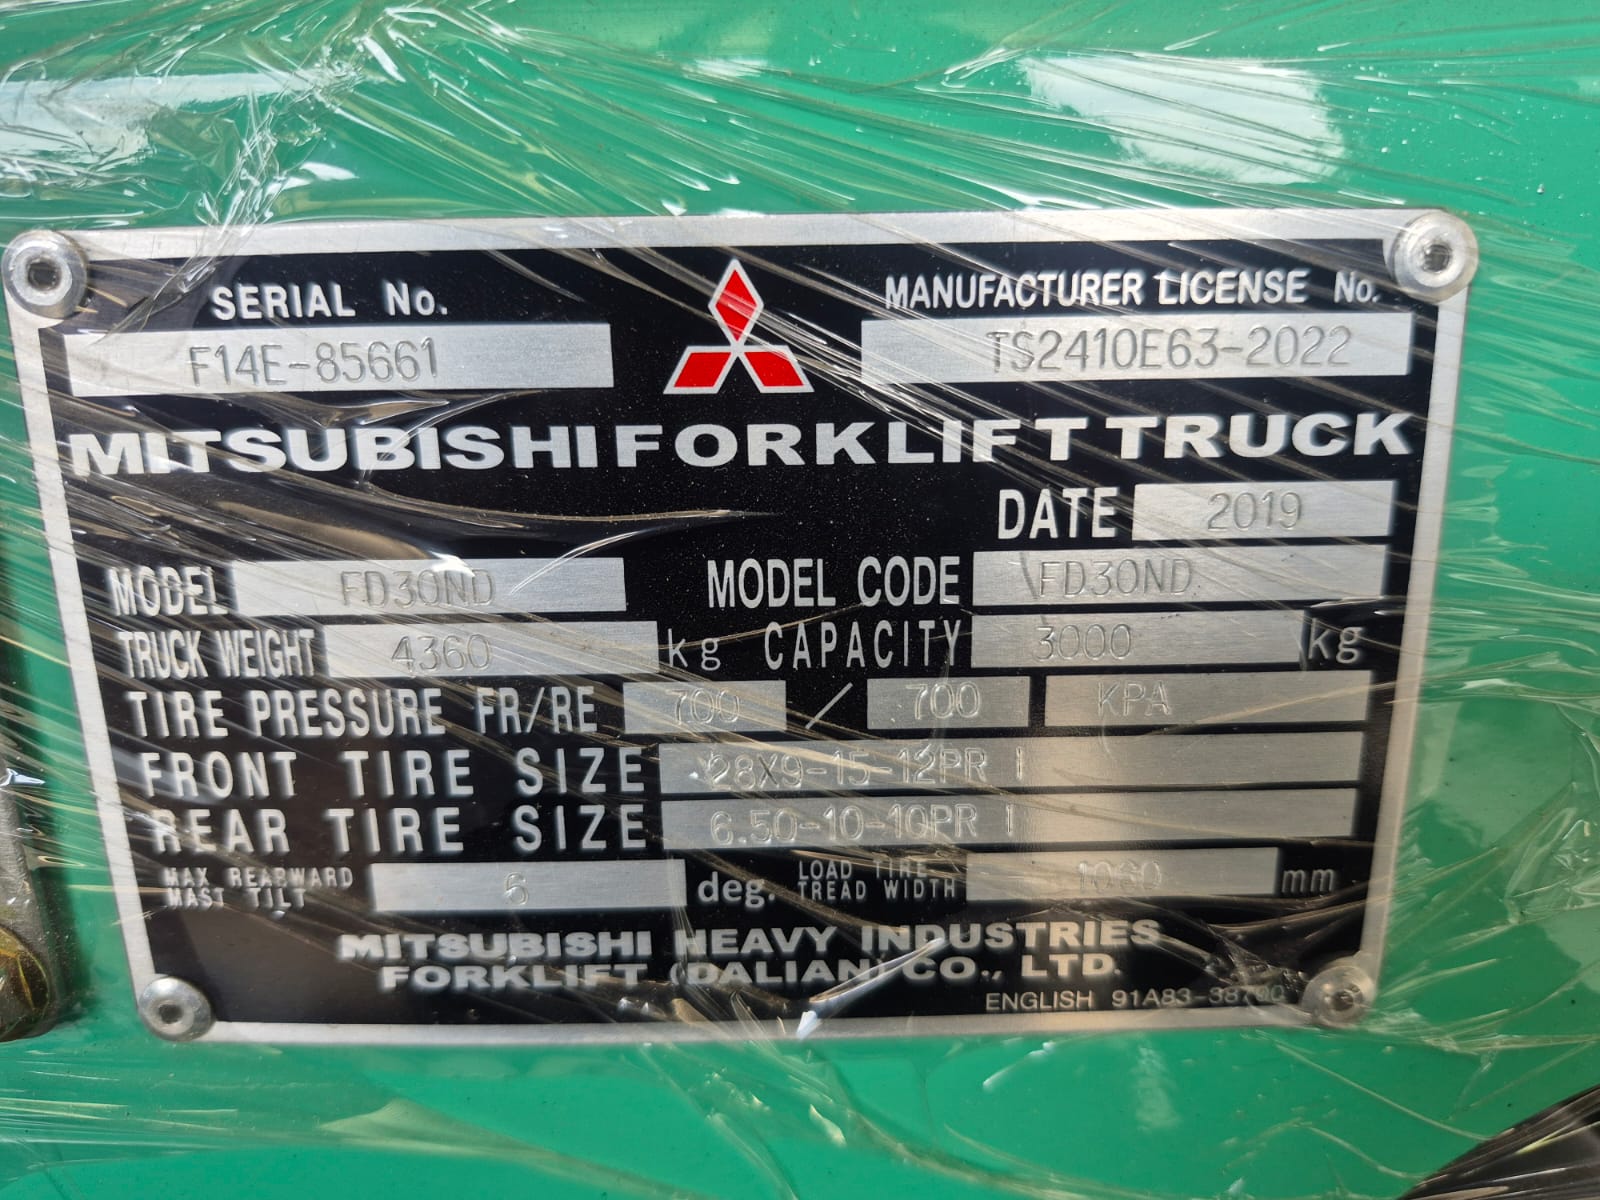 SERIAL No.
MANUFACTURER LICENSE No.
F14E-85661
TS2410E63-2022
MITSUBISHI FORKLIFT TRUCK
DATE 2019
MODEL FD30ND MODEL CODE FD30ND
TRUCK WEIGHT 4360 kg CAPACITY 3000 kg
TIRE PRESSURE FR/RE 700 / 700 KPA
FRONT TIRE SIZE 28X9-15-12PR I
REAR TIRE SIZE 6.50-10-10PR I
MAX REARWARD MAST TILT 6 deg. LOAD TIRE TREAD WIDTH 1060 mm
MITSUBISHI HEAVY INDUSTRIES
FORKLIFT (DALIAN) CO., LTD.
ENGLISH